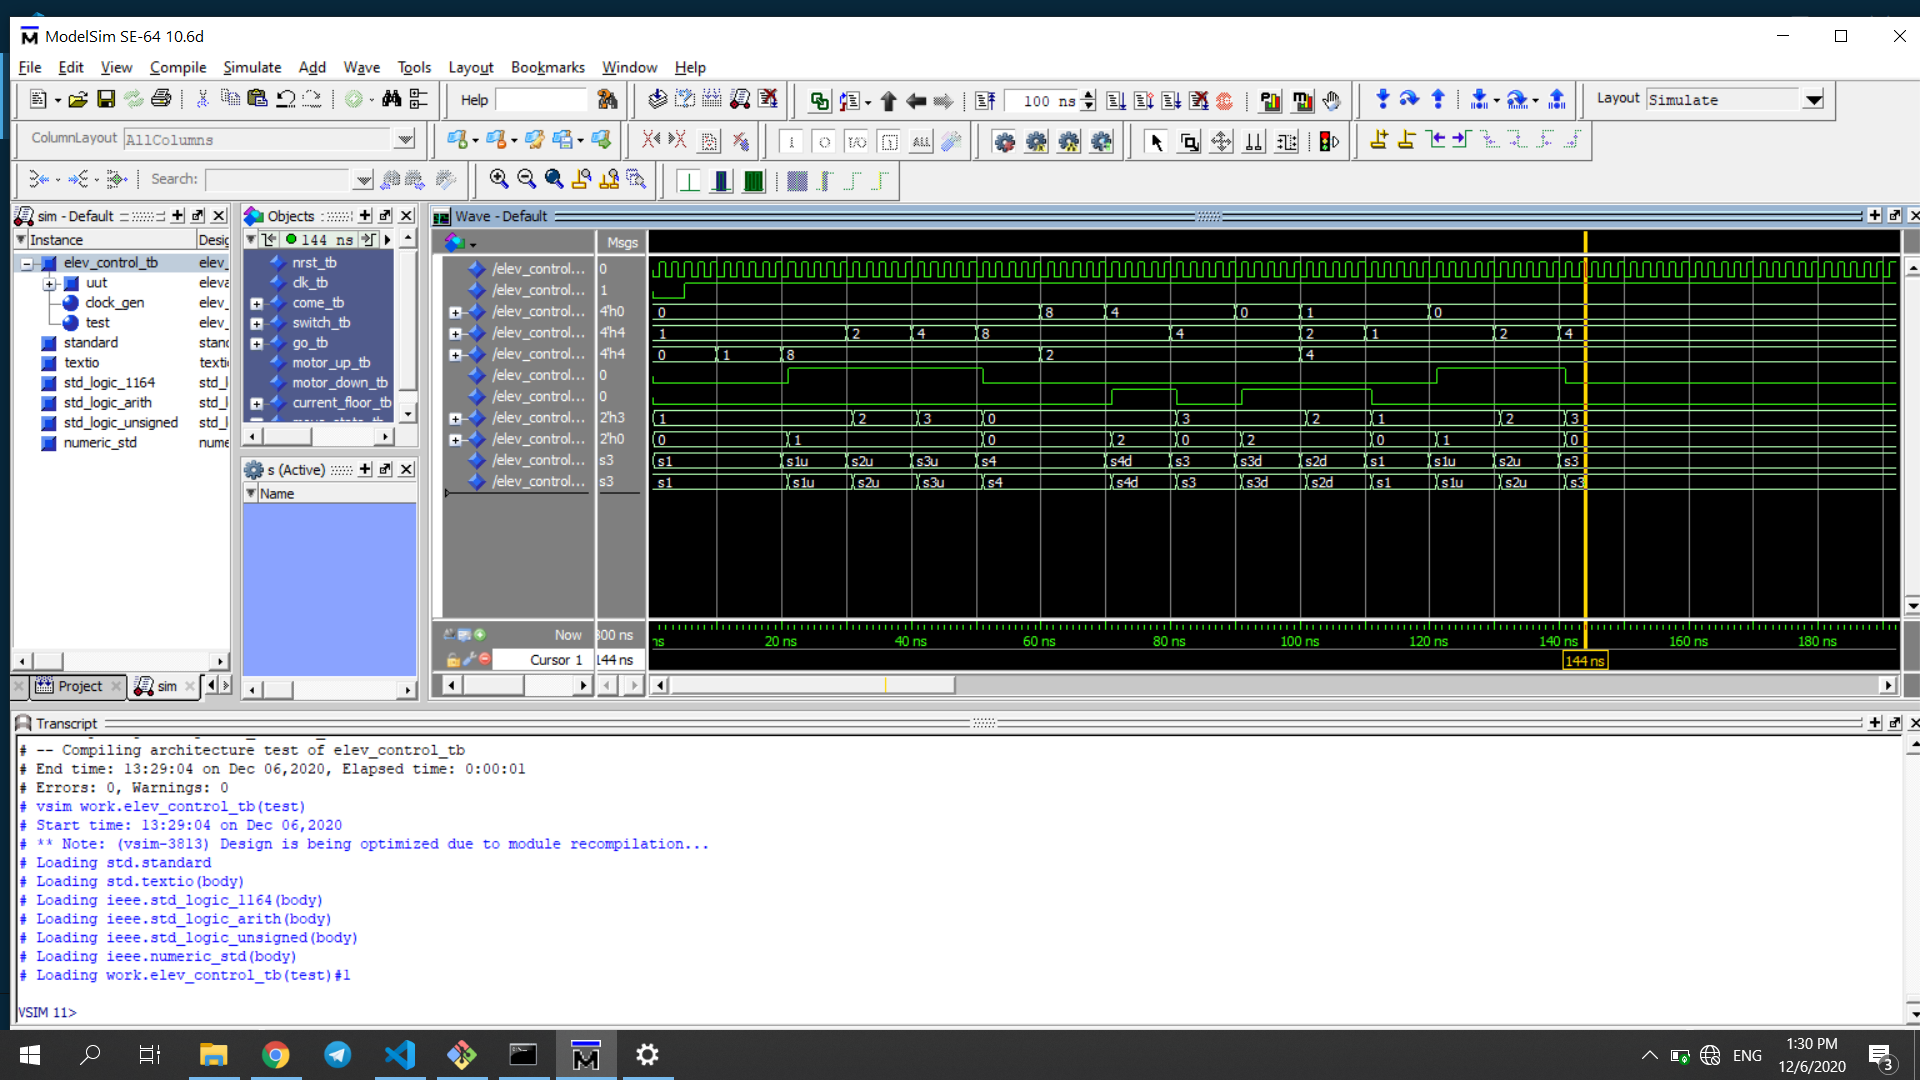 ModelSim SE-64 10.6d
File Edit View Compile Simulate Add Wave Tools Layout Bookmarks Window Help
Help
100 ns
Layout Simulate
ColumnLayout AllColumns
Search:
sim - Default
Instance Desig
elev_control_tb elev_
uut eleva
clock_gen elev_
test elev_
standard stand
textio textio
std_logic_1164 std_l
std_logic_arith std_l
std_logic_unsigned std_l
numeric_std nume
Project sim
Objects
144 ns
nrst_tb
clk_tb
come_tb
switch_tb
go_tb
motor_up_tb
motor_down_tb
current_floor_tb
s (Active)
Name
Wave - Default
Msgs
/elev_control... 0
/elev_control... 1
/elev_control... 4'h0 0 8 4 0 1 0
/elev_control... 4'h4 1 2 4 8 4 2 1 2 4
/elev_control... 4'h4 0 1 8 2 4
/elev_control... 0
/elev_control... 0
/elev_control... 2'h3 1 2 3 0 3 2 1 2 3
/elev_control... 2'h0 0 1 0 2 0 2 0 1 0
/elev_control... s3 s1 s1u s2u s3u s4 s4d s3 s3d s2d s1 s1u s2u s3
/elev_control... s3 s1 s1u s2u s3u s4 s4d s3 s3d s2d s1 s1u s2u s3
Now 300 ns ns 20 ns 40 ns 60 ns 80 ns 100 ns 120 ns 140 ns 160 ns 180 ns
Cursor 1 144 ns 144 ns
Transcript
# -- Compiling architecture test of elev_control_tb
# End time: 13:29:04 on Dec 06,2020, Elapsed time: 0:00:01
# Errors: 0, Warnings: 0
# vsim work.elev_control_tb(test)
# Start time: 13:29:04 on Dec 06,2020
# ** Note: (vsim-3813) Design is being optimized due to module recompilation...
# Loading std.standard
# Loading std.textio(body)
# Loading ieee.std_logic_1164(body)
# Loading ieee.std_logic_arith(body)
# Loading ieee.std_logic_unsigned(body)
# Loading ieee.numeric_std(body)
# Loading work.elev_control_tb(test)#1
VSIM 11>
ENG
1:30 PM
12/6/2020
3